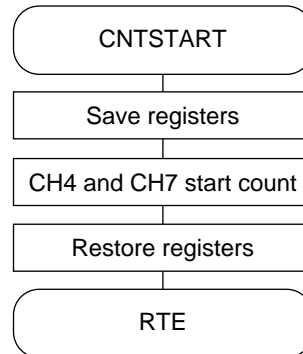 CNTSTART
Save registers
CH4 and CH7 start count
Restore registers
RTE